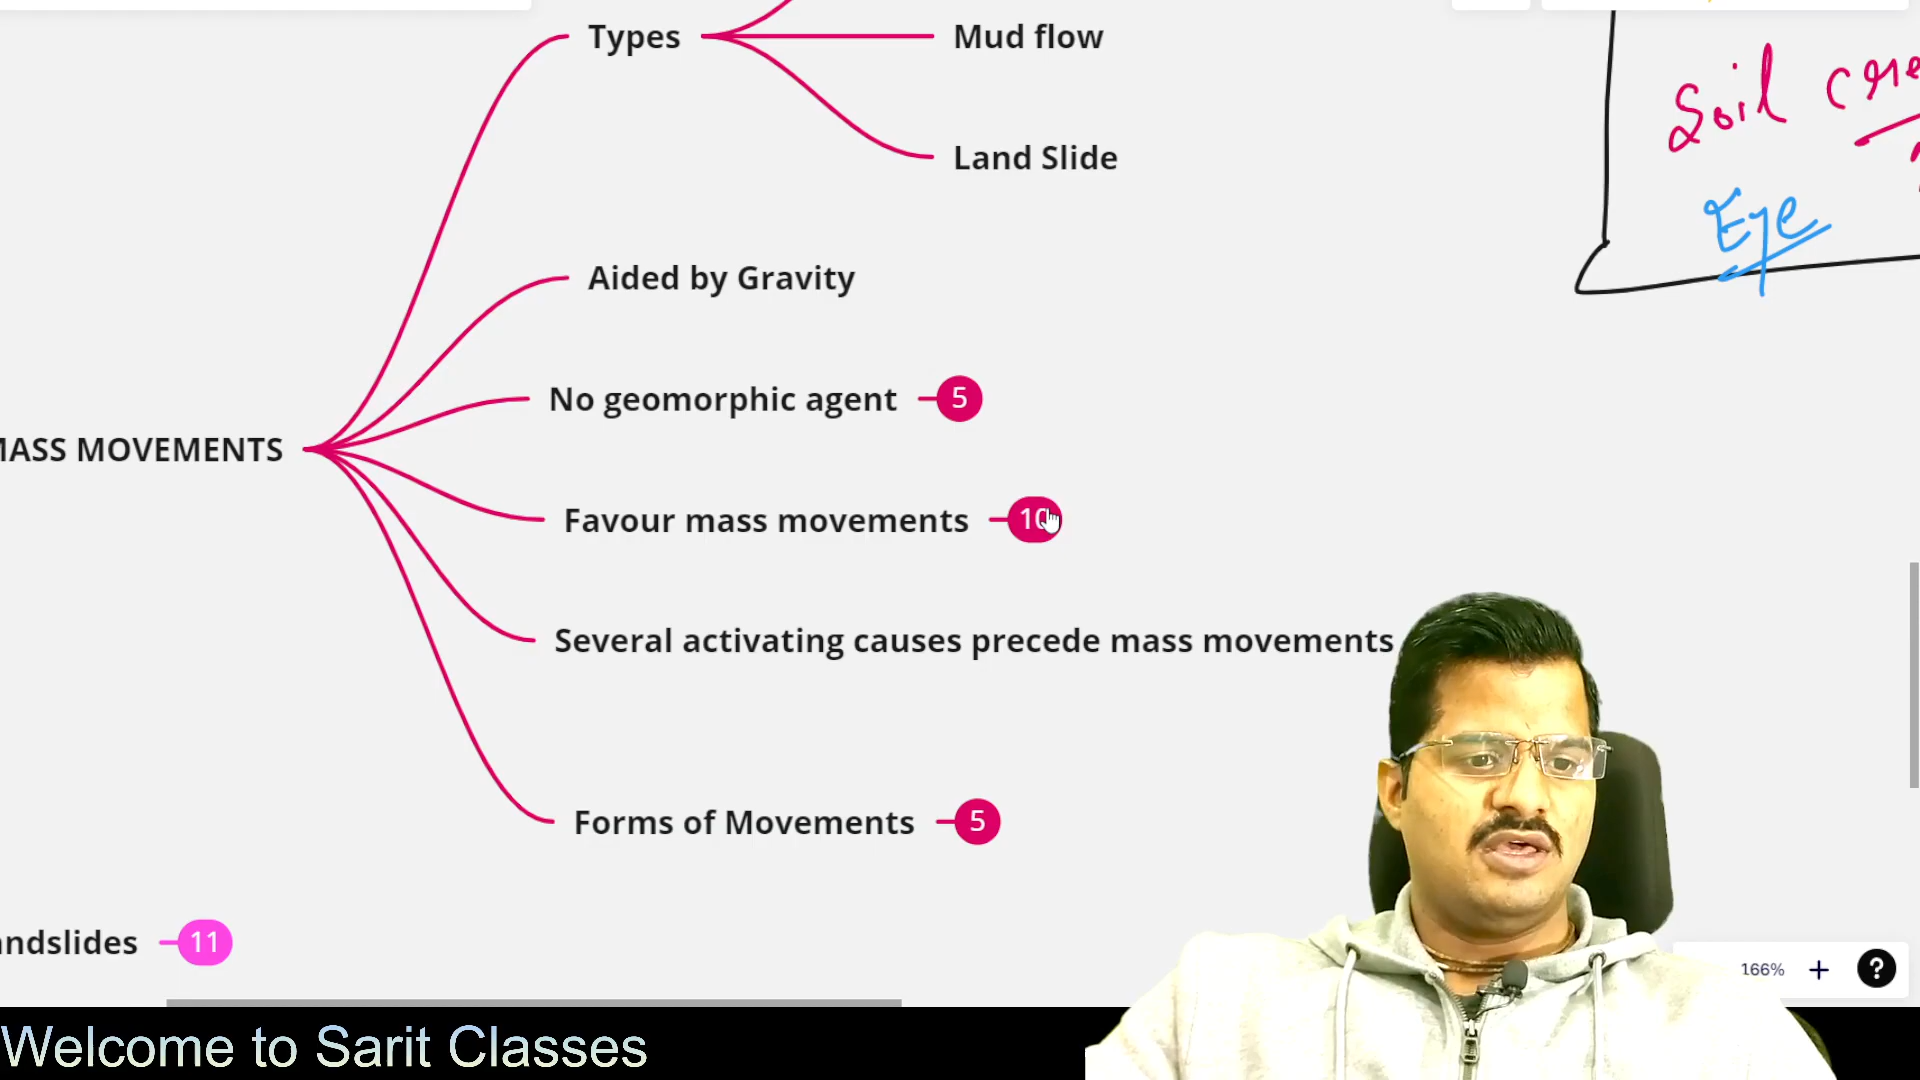 Types
Mud flow
Land Slide
Soil
Eye
Aided by Gravity
No geomorphic agent
5
MASS MOVEMENTS
Favour mass movements
10
Several activating causes precede mass movements
Forms of Movements
5
andslides
11
166%
+
?
Welcome to Sarit Classes